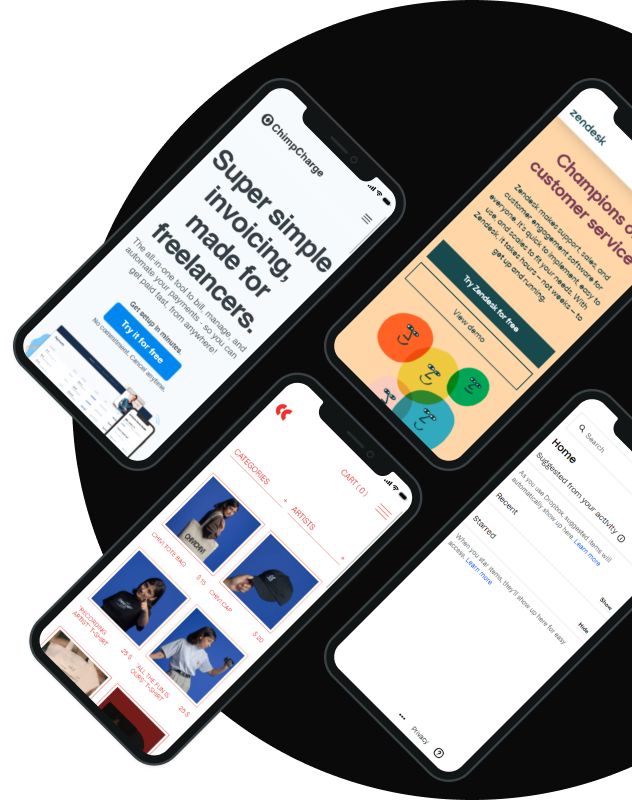 ChimpCharge
Super simple
invoicing,
made for
freelancers.
The all-in-one tool to bill, manage, and
automate your payments - so you can
get paid fast, from anywhere!
Get setup in minutes.
Try it for free
No commitment. Cancel anytime.
zendesk
Champions o
customer service
Zendesk makes support, sales, and
customer engagement software for
everyone. It's quick to implement, easy to
use, and scales to fit your needs. With
Zendesk, it takes hours – not weeks – to
get up and running.
Try Zendesk for free
View demo
CART ( 0 )
CATEGORIES +
ARTISTS +
CHIVI TOTE BAG
$ 15
CHIVI CAP
$ 20
"RECORDING
ARTIST" T-SHIRT
25 $
"ALL THE FUN IS
OURS" T-SHIRT
25 $
Search
Home
Suggested from your activity
As you use Dropbox, suggested items will
automatically show up here. Learn more
Recent
Show
Starred
Hide
When you star items, they'll show up here for easy
access. Learn more
Privacy